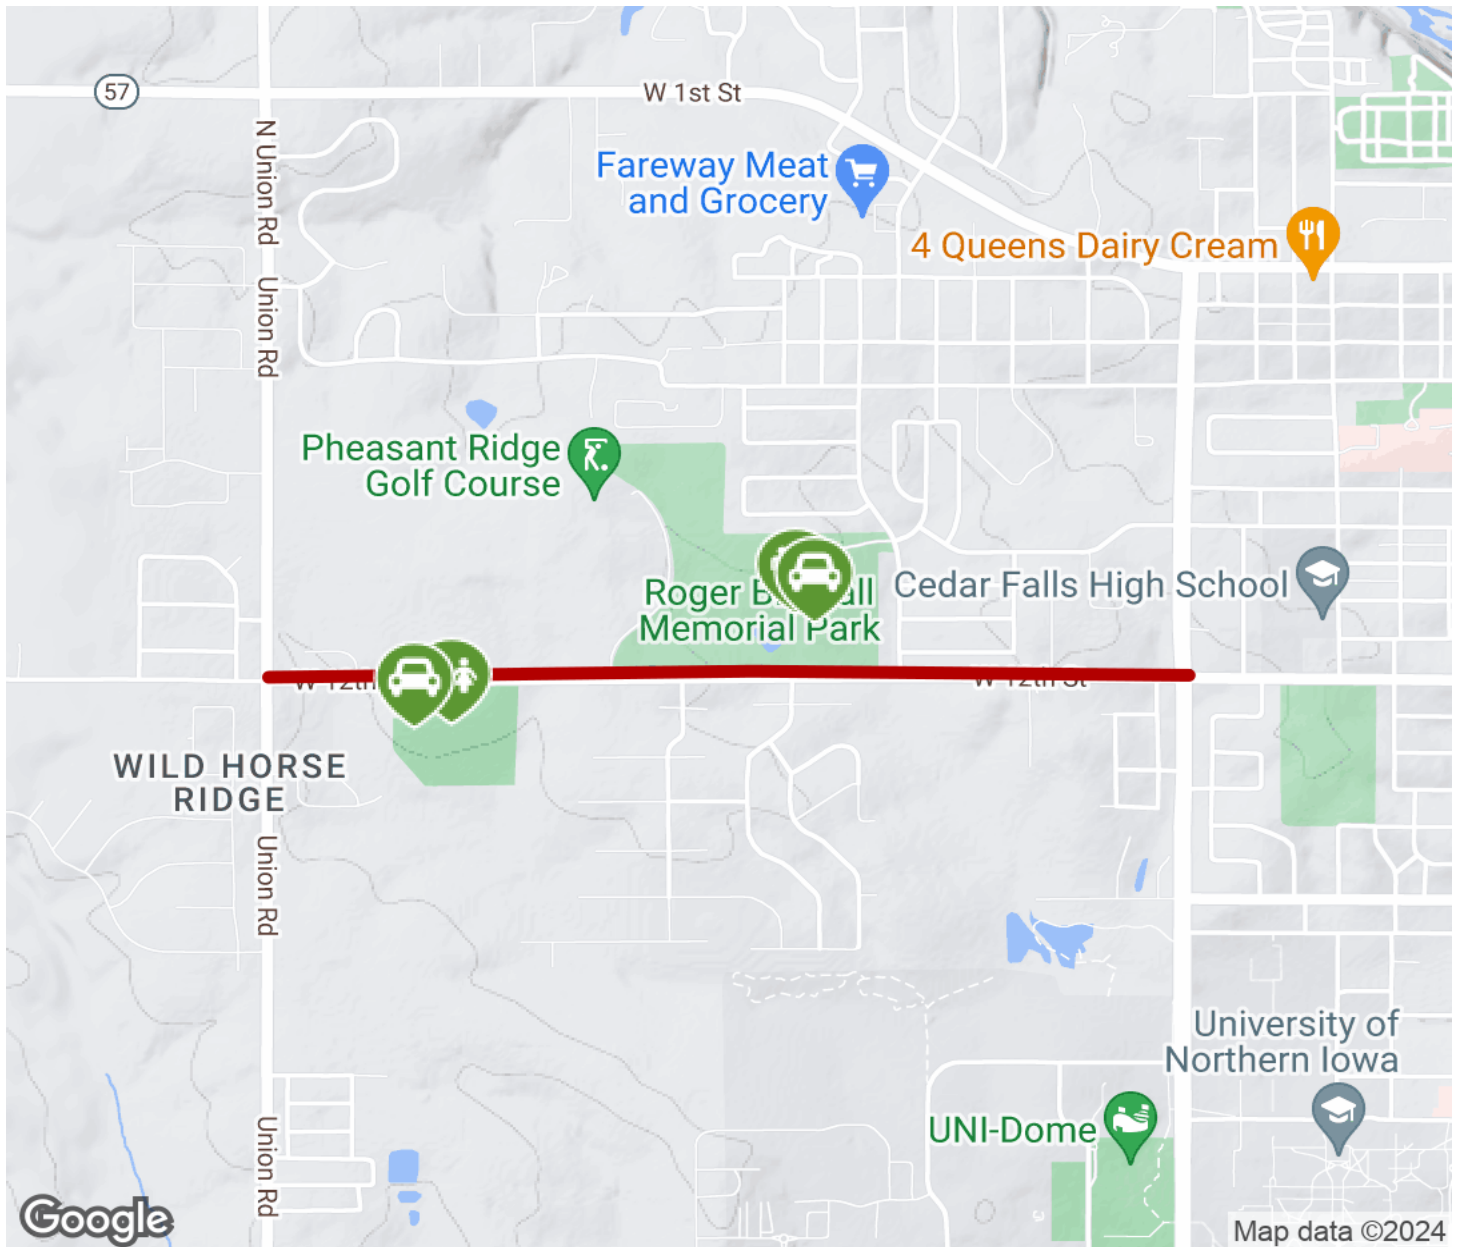 57
W 1st St
N Union Rd
Fareway Meat
and Grocery
4 Queens Dairy Cream
Union Rd
Pheasant Ridge
Golf Course
Roger
Memorial Park
Cedar Falls High School
W 12th
W 12th St
WILD HORSE
RIDGE
Union Rd
University of
Northern Iowa
UNI-Dome
Union Rd
Google
Map data ©2024